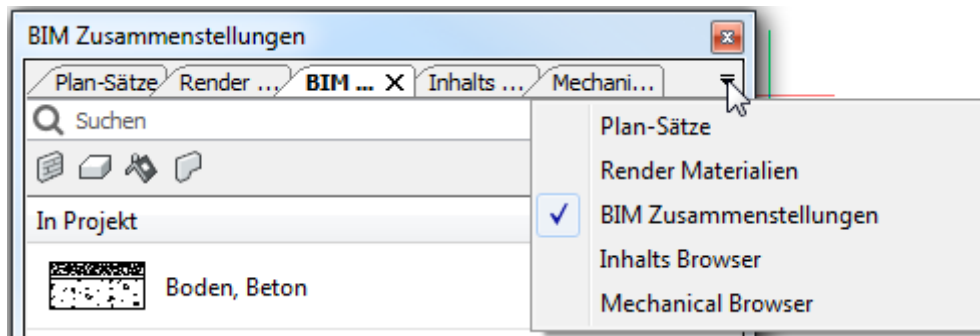 BIM Zusammenstellungen
Plan-Sätze Render ... BIM ... X Inhalts ... Mechani...
Suchen
In Projekt
Boden, Beton
Plan-Sätze
Render Materialien
BIM Zusammenstellungen
Inhalts Browser
Mechanical Browser